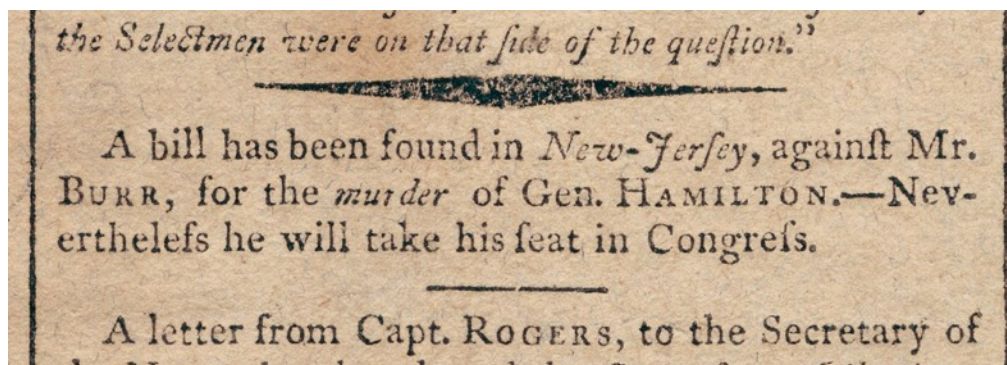 the Selectmen were on that ſide of the queſtion."
A bill has been found in New-Jerſey, againſt Mr.
BURR, for the murder of Gen. HAMILTON.—Nev-
ertheleſs he will take his ſeat in Congreſs.
A letter from Capt. ROGERS, to the Secretary of